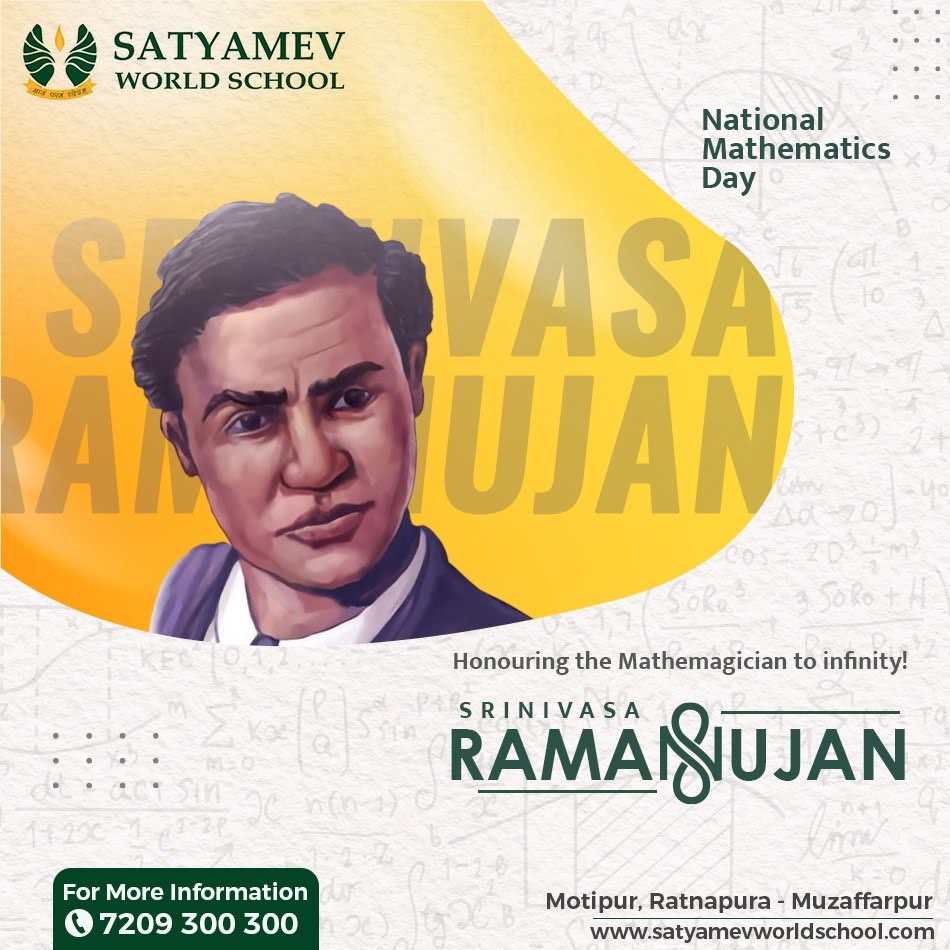 SATYAMEV
WORLD SCHOOL
National
Mathematics
Day
SRINIVASA
RAMANUJAN
Honouring the Mathemagician to infinity!
SRINIVASA
RAMANUJAN
For More Information
7209 300 300
Motipur, Ratnapura - Muzaffarpur
www.satyamevworldschool.com